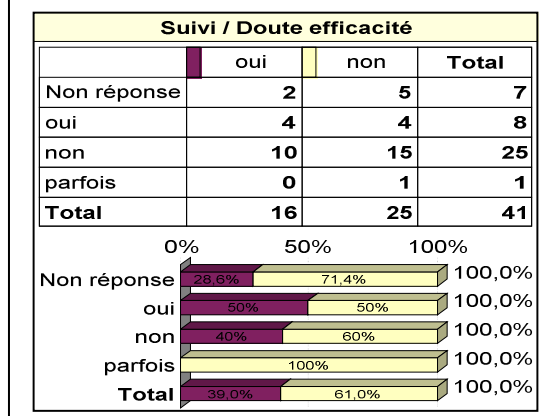 Suivi / Doute efficacité
oui non Total
Non réponse 2 5 7
oui 4 4 8
non 10 15 25
parfois 0 1 1
Total 16 25 41
0% 50% 100%
Non réponse 28,6% 71,4% 100,0%
oui 50% 50% 100,0%
non 40% 60% 100,0%
parfois 100% 100,0%
Total 39,0% 61,0% 100,0%